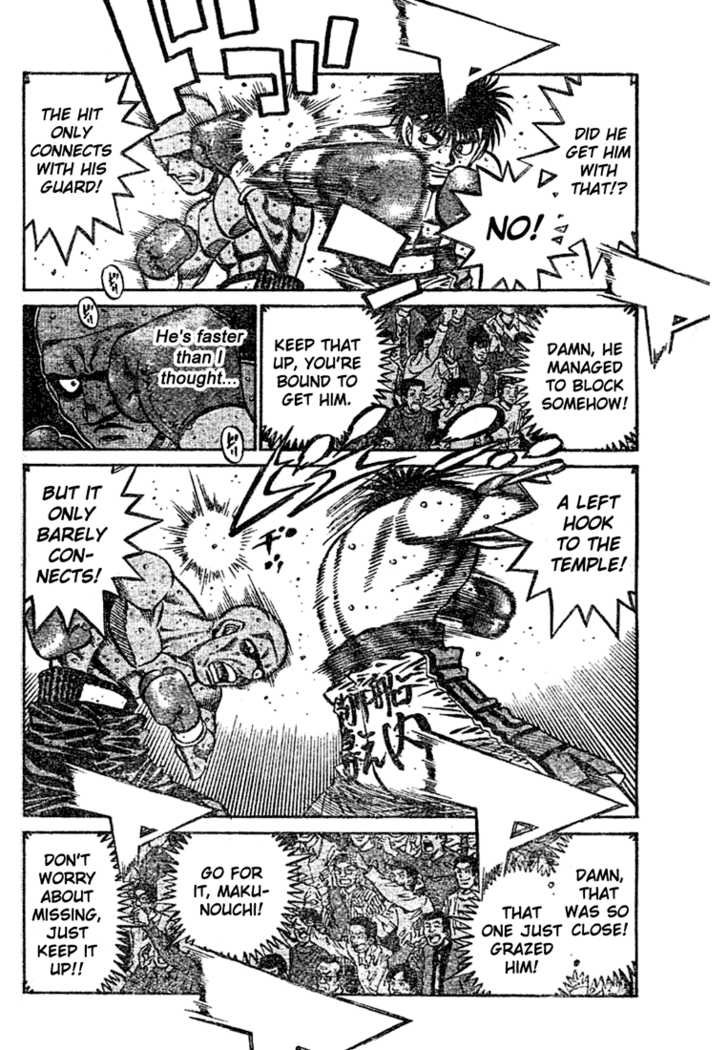 DID HE
GET HIM
WITH
THAT!?
NO!
THE HIT
ONLY
CONNECTS
WITH HIS
GUARD!
DAMN, HE
MANAGED
TO BLOCK
SOMEHOW!
KEEP THAT
UP, YOU'RE
BOUND TO
GET HIM.
He's faster
than I
thought...
A LEFT
HOOK
TO THE
TEMPLE!
BUT IT
ONLY
BARELY
CON-
NECTS!
DAMN,
THAT
WAS SO
CLOSE!
THAT
ONE JUST
GRAZED
HIM!
GO FOR
IT, MAKU-
NOUCHI!
DON'T
WORRY
ABOUT
MISSING,
JUST
KEEP IT
UP!!